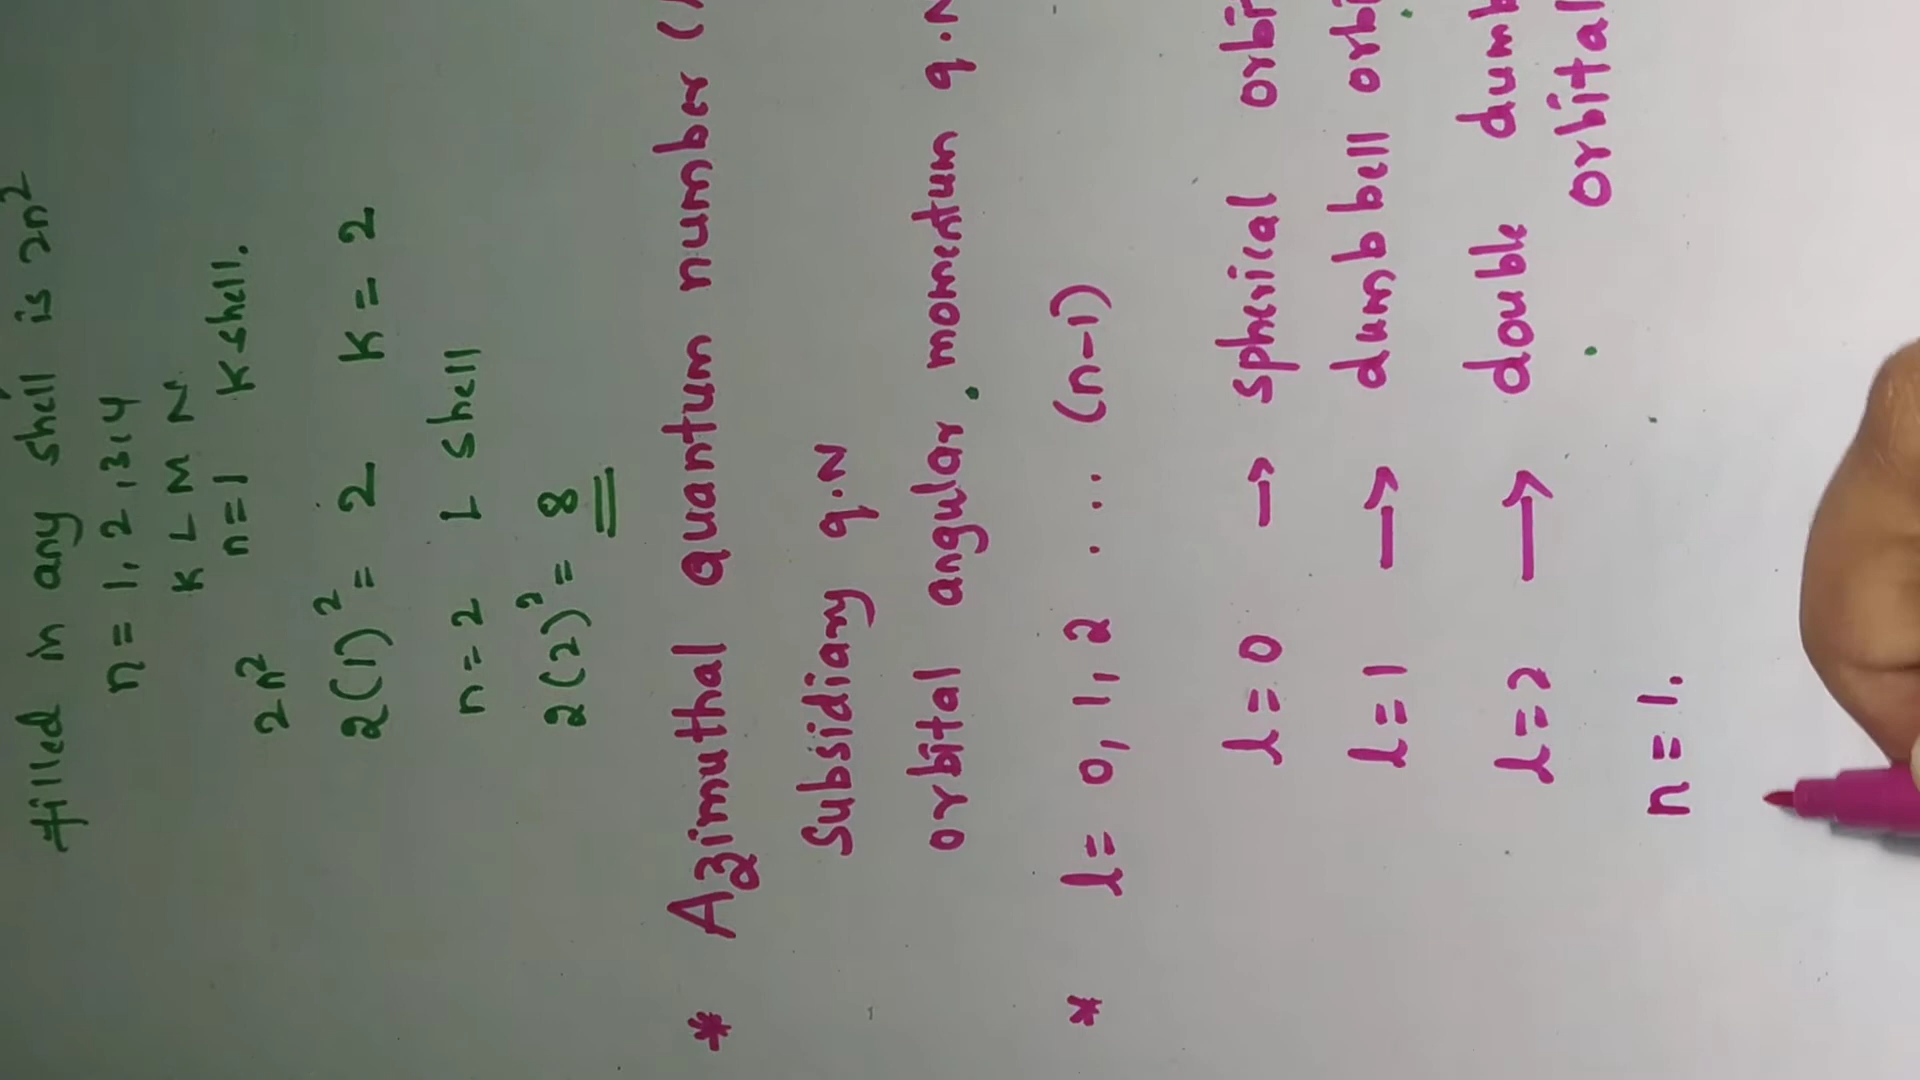 filled in any shell is 2n²
n = 1, 2, 3, 4
K L M N
n=1 K shell.
2n²
2(1)² = 2 K = 2
n = 2 L shell
2(2)² = 8
* Azimuthal quantum number (
Subsidiary q.N
orbital angular momentum q.N
* l = 0, 1, 2 .... (n-1)
l = 0 → spherical
l = 1 → dumb bell
l = 2 → double
orbital
n = 1.